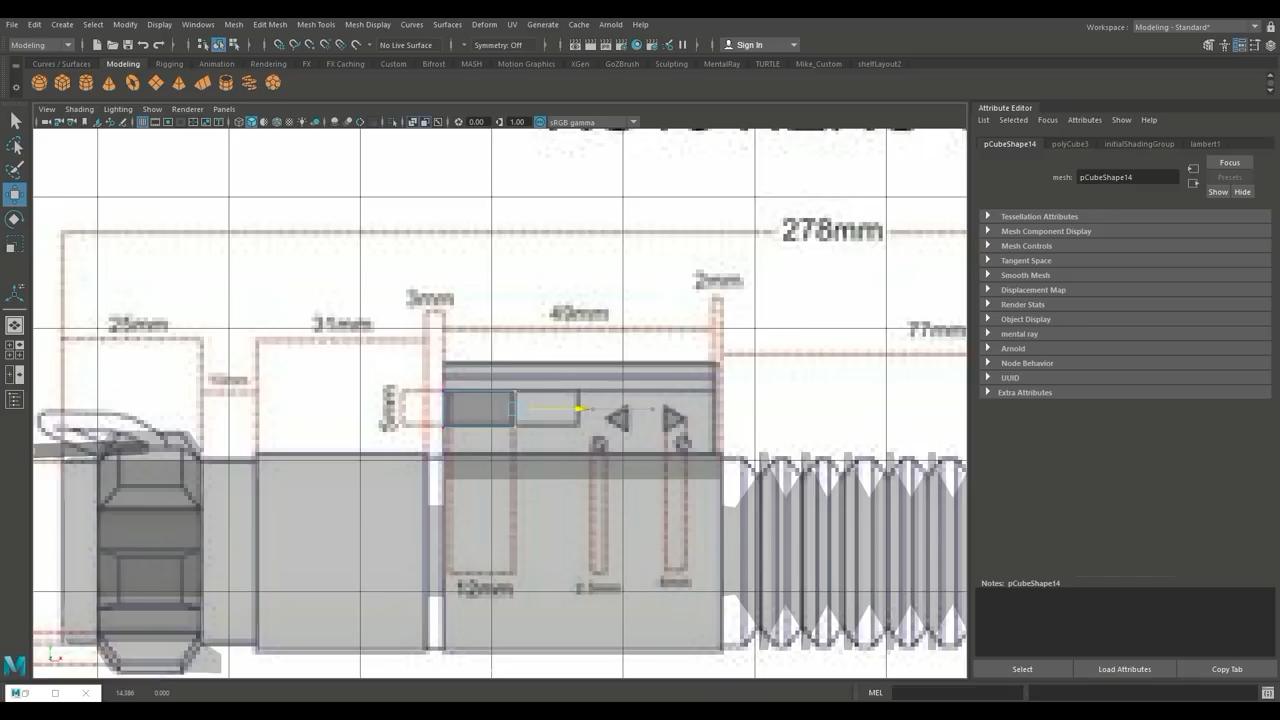 File Edit Create Select Modify Display Windows Mesh Edit Mesh Mesh Tools Mesh Display Curves Surfaces Deform UV Generate Cache Arnold Help
Workspace : Modeling - Standard*
Modeling No Live Surface Symmetry: Off Sign In
Curves / Surfaces Modeling Rigging Animation Rendering FX FX Caching Custom Bifrost MASH Motion Graphics XGen GoZBrush Sculpting MentalRay TURTLE Mike_Custom shelfLayout2
View Shading Lighting Show Renderer Panels
0.00 1.00 sRGB gamma
278mm
2mm
3mm
49mm
77mm
12mm
Attribute Editor
List Selected Focus Attributes Show Help
pCubeShape14 polyCube3 initialShadingGroup lambert1
Focus
mesh: pCubeShape14 Presets
Show Hide
Tessellation Attributes
Mesh Component Display
Mesh Controls
Tangent Space
Smooth Mesh
Displacement Map
Render Stats
Object Display
mental ray
Arnold
Node Behavior
UUID
Extra Attributes
Notes: pCubeShape14
Select Load Attributes Copy Tab
14.386 0.000 MEL